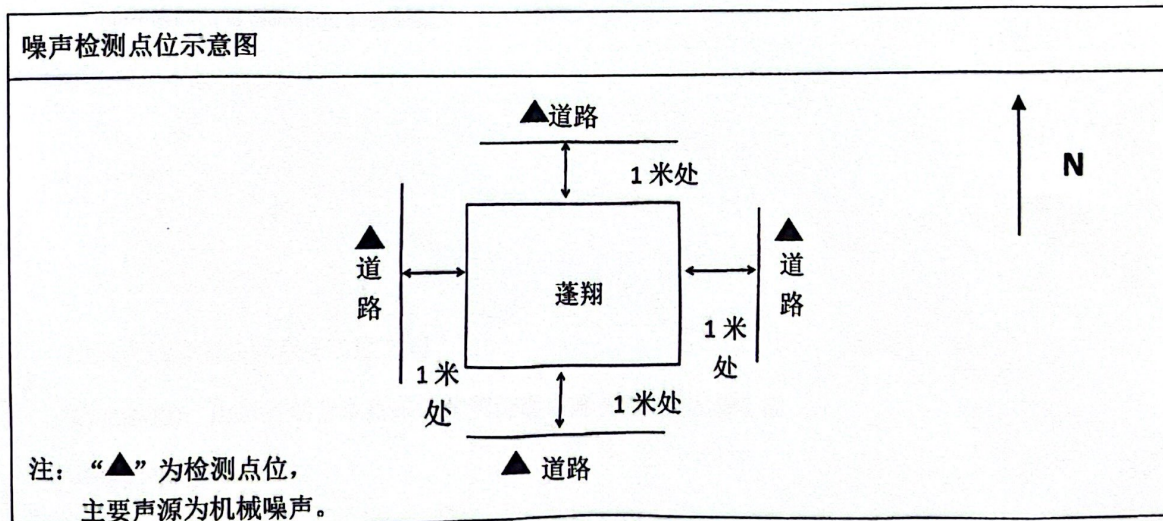 噪声检测点位示意图
▲道路
1 米处
N
▲
道
路
▲
道
路
蓬翔
1 米
处
1 米
处
1 米处
▲ 道路
注： “▲”为检测点位，
主要声源为机械噪声。